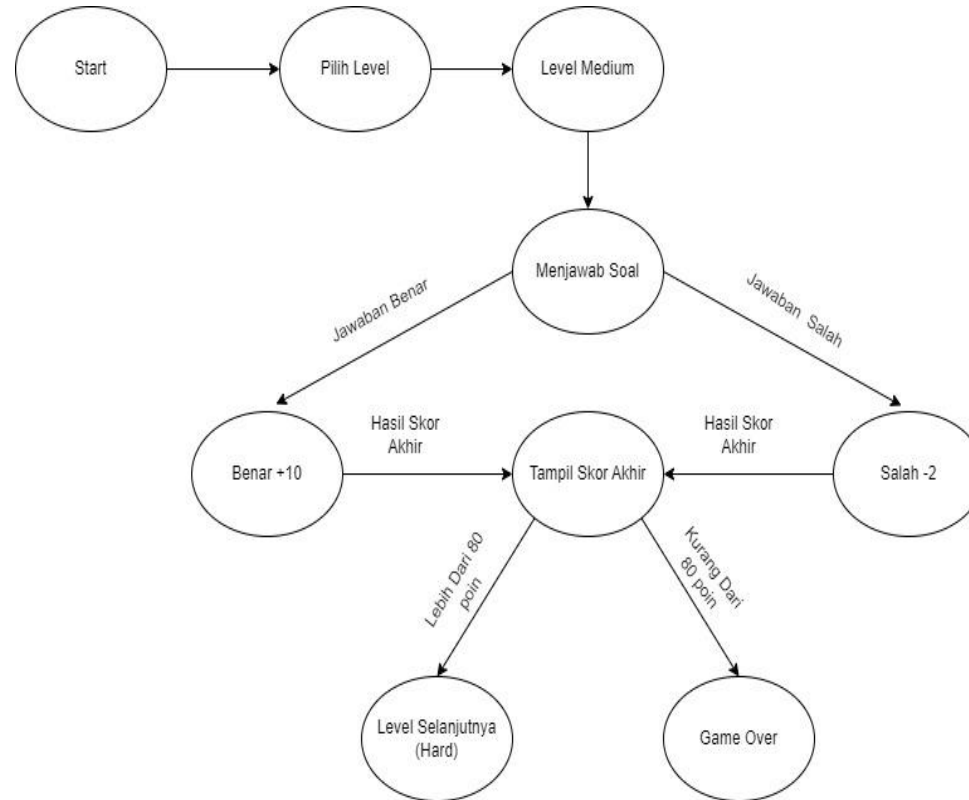 Start
Pilih Level
Level Medium
Menjawab Soal
Jawaban Benar
Jawaban Salah
Benar +10
Hasil Skor
Akhir
Tampil Skor Akhir
Hasil Skor
Akhir
Salah -2
Lebih Dari 80
poin
Kurang Dari
80 poin
Level Selanjutnya
(Hard)
Game Over